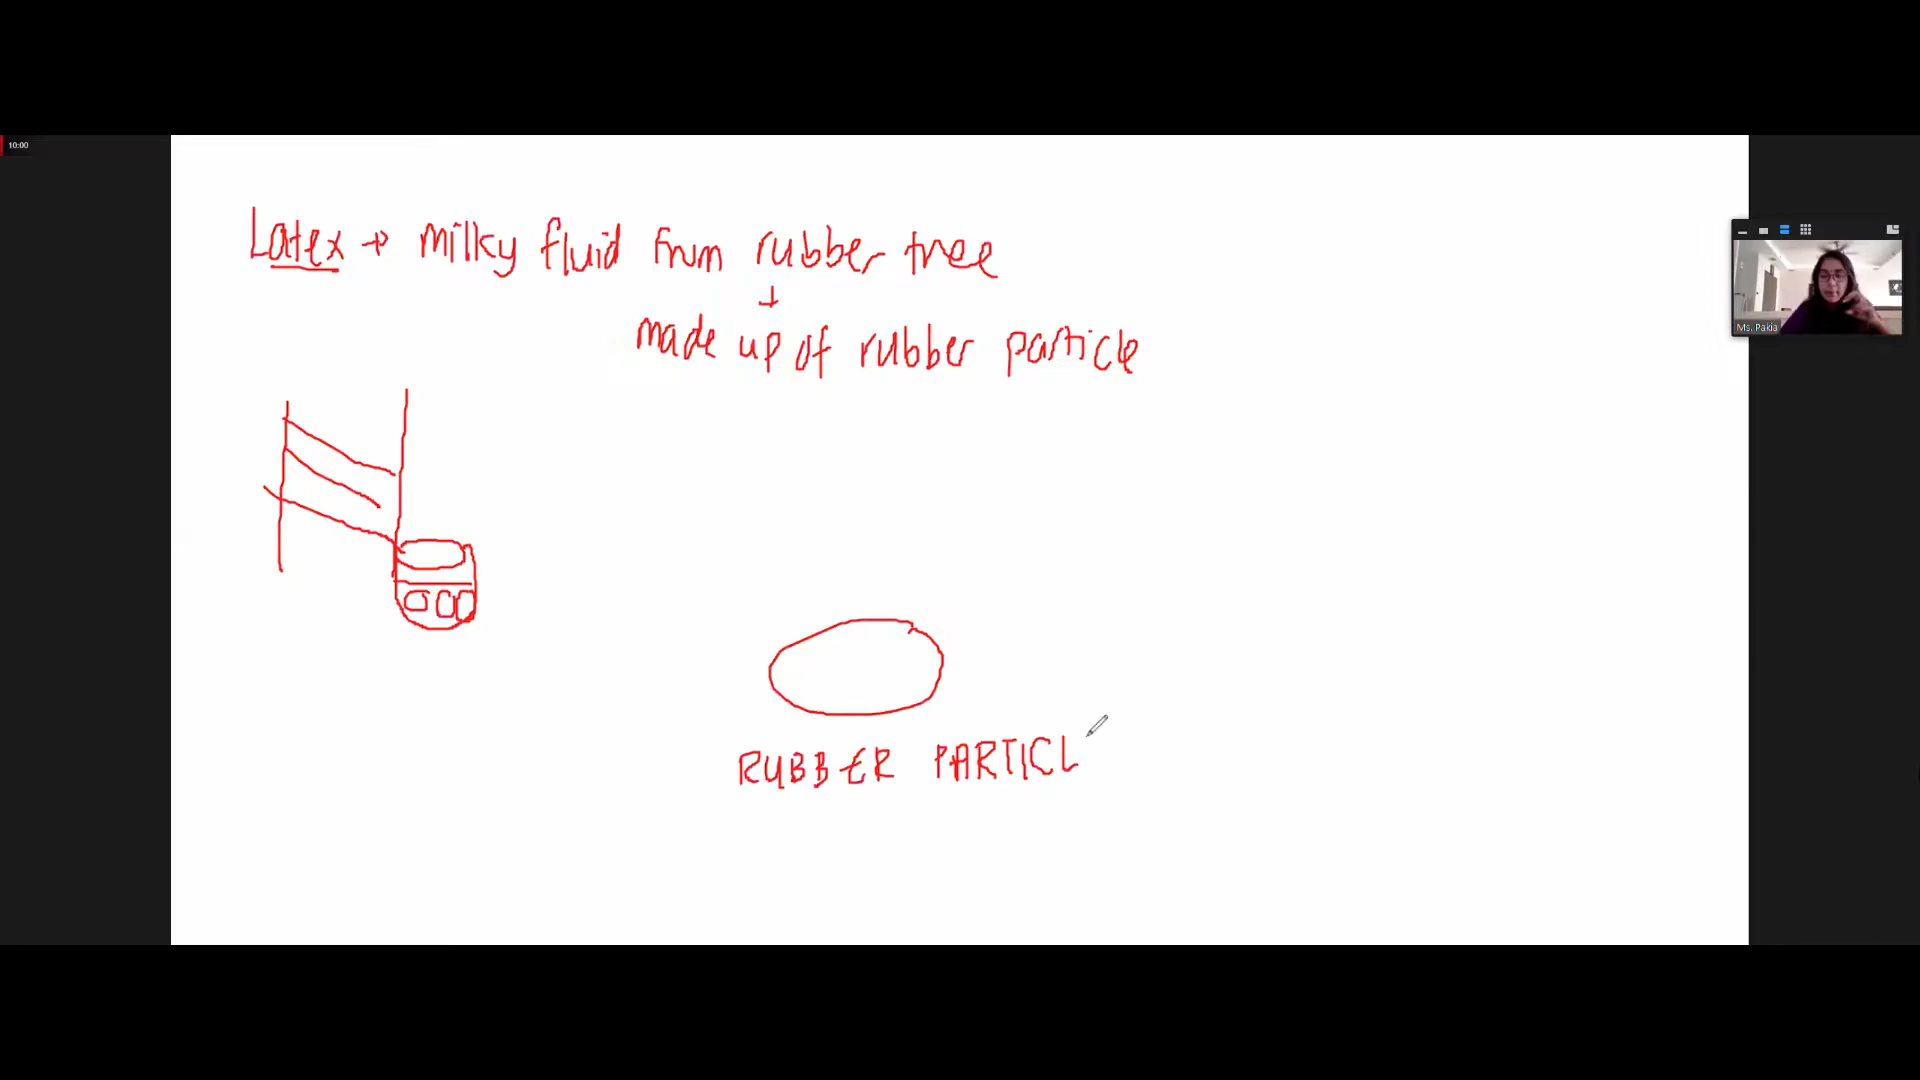 10:00
Latex → milky fluid from rubber tree
↓
made up of rubber particle
Ms. Pakia
RUBBER PARTICL